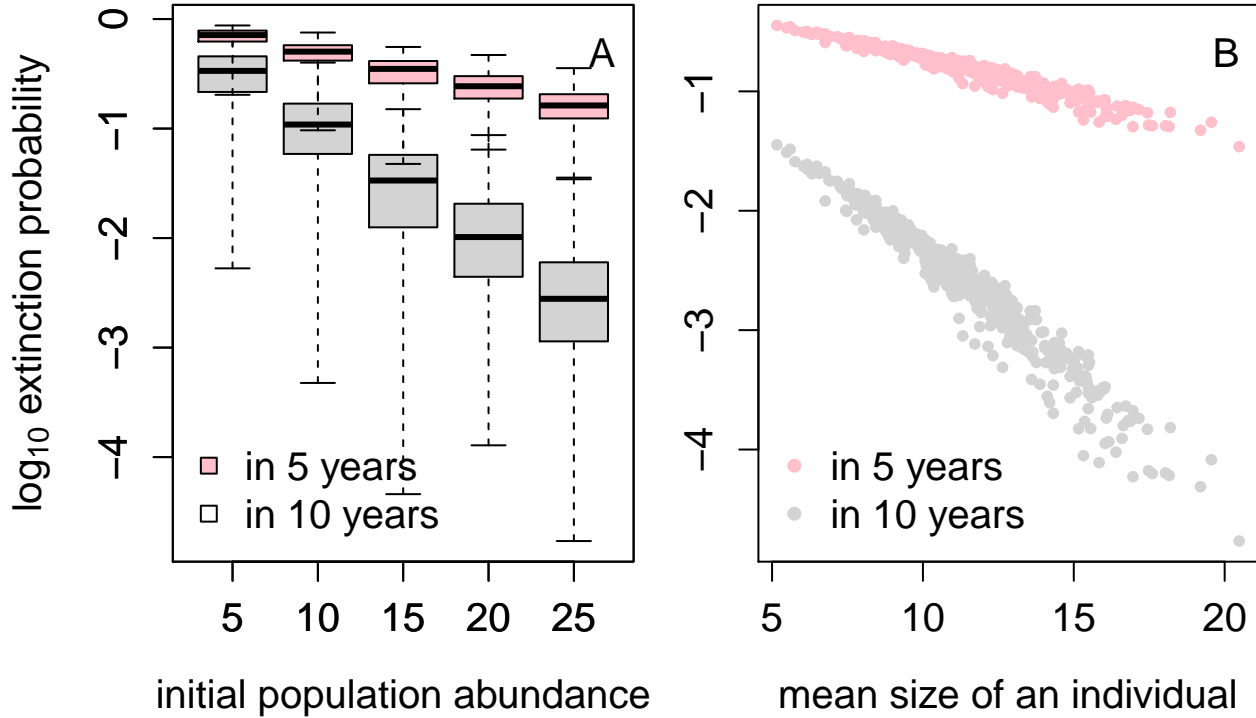 log10 extinction probability
0
−1
−2
−3
−4
A
in 5 years
in 10 years
5 10 15 20 25
initial population abundance
−1
−2
−3
−4
B
in 5 years
in 10 years
5 10 15 20
mean size of an individual